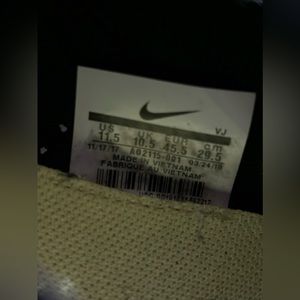 VJ
US UK EUR cm
11.5 10.5 45.5 29.5
11/17/17 AO2115-001 03/24/18
MADE IN VIETNAM
FABRIQUE AU VIETNAM